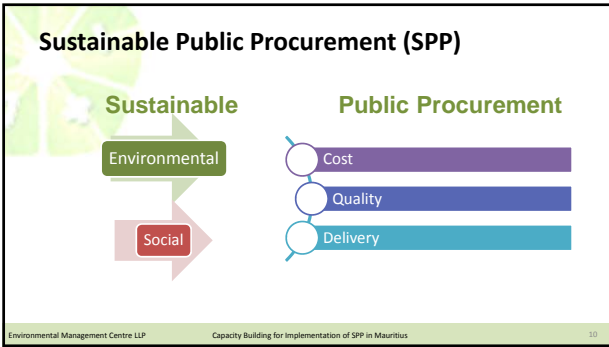 Sustainable Public Procurement (SPP)
Sustainable
Public Procurement
Environmental
Social
Cost
Quality
Delivery
Environmental Management Centre LLP
Capacity Building for Implementation of SPP in Mauritius
10